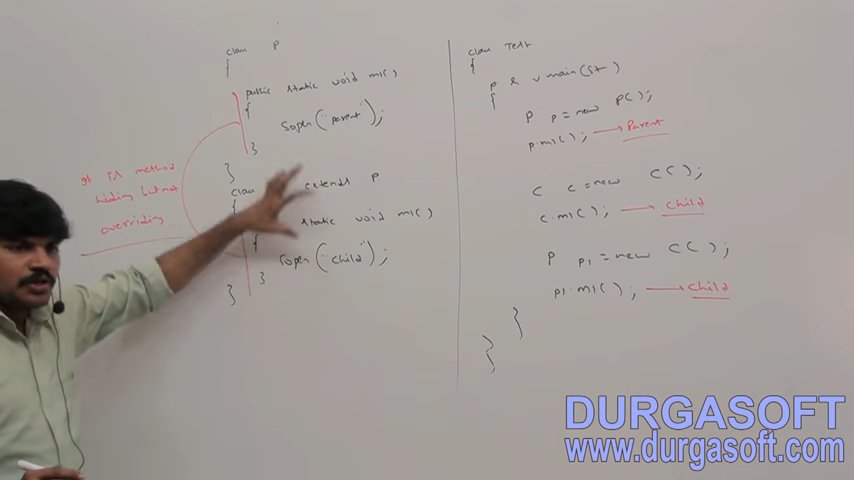 class P
{
public static void m1()
{
Sopln("parent");
}
}
class extends P
{
static void m1()
{
Sopln("child");
}
}
It is method
hiding but not
overriding
class Test
{
P S v main(St)
{
P p = new P();
p.m1(); → Parent
C c = new C();
c.m1(); → child
P p1 = new C();
p1.m1(); → child
}
}
DURGASOFT
www.durgasoft.com